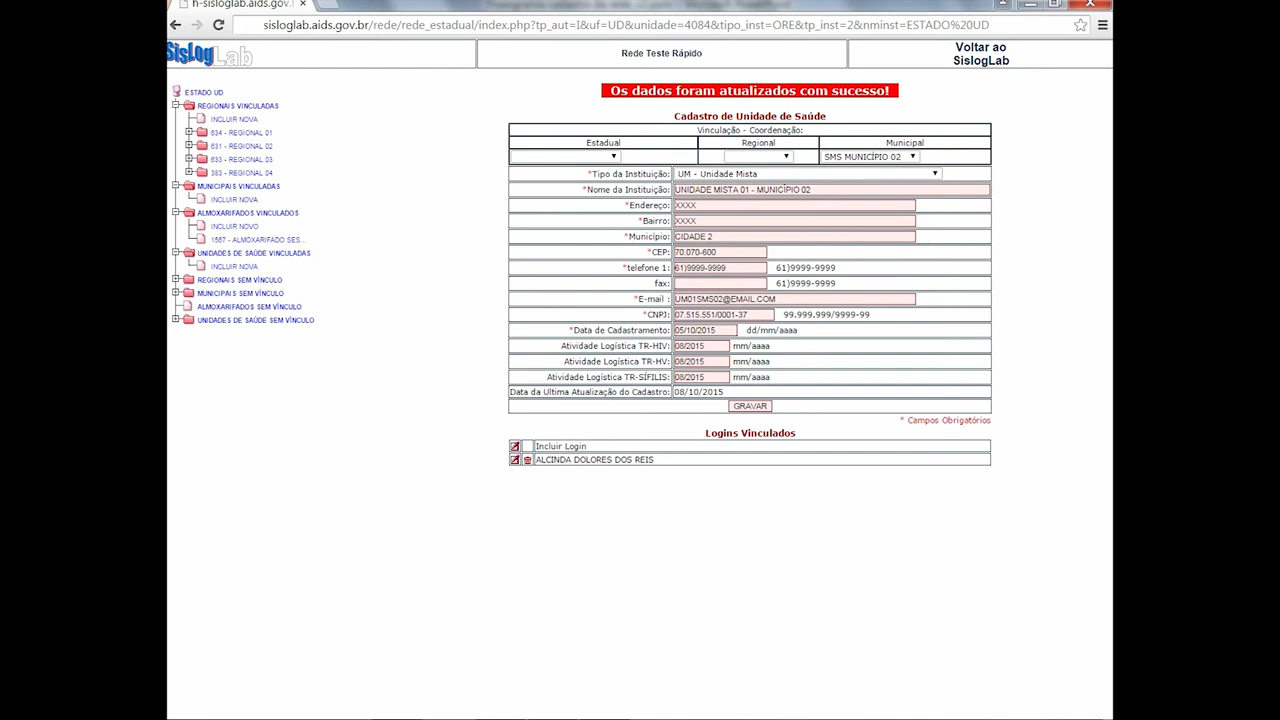 h-sisloglab.aids.gov.
sisloglab.aids.gov.br/rede/rede_estadual/index.php?tp_aut=I&uf=UD&unidade=4084&tipo_inst=ORE&tp_inst=2&nminst=ESTADO%20UD
SisLogLab
Rede Teste Rápido
Voltar ao
SislogLab
ESTADO UD
REGIONAIS VINCULADAS
INCLUIR NOVA
634 - REGIONAL 01
631 - REGIONAL 02
633 - REGIONAL 03
383 - REGIONAL 04
MUNICIPAIS VINCULADAS
INCLUIR NOVA
ALMOXARIFADOS VINCULADOS
INCLUIR NOVO
1567 - ALMOXARIFADO SES...
UNIDADES DE SAÚDE VINCULADAS
INCLUIR NOVA
REGIONAIS SEM VÍNCULO
MUNICIPAIS SEM VÍNCULO
ALMOXARIFADOS SEM VÍNCULO
UNIDADES DE SAÚDE SEM VÍNCULO
Os dados foram atualizados com sucesso!
Cadastro de Unidade de Saúde
Vinculação - Coordenação:
Estadual Regional Municipal
SMS MUNICÍPIO 02
*Tipo da Instituição: UM - Unidade Mista
*Nome da Instituição: UNIDADE MISTA 01 - MUNICÍPIO 02
*Endereço: XXXX
*Bairro: XXXX
*Município: CIDADE 2
*CEP: 70.070-600
*telefone 1: 61)9999-9999 61)9999-9999
fax: 61)9999-9999
*E-mail : UM01SMS02@EMAIL.COM
*CNPJ: 07.515.551/0001-37 99.999.999/9999-99
*Data de Cadastramento: 05/10/2015 dd/mm/aaaa
Atividade Logística TR-HIV: 08/2015 mm/aaaa
Atividade Logística TR-HV: 08/2015 mm/aaaa
Atividade Logística TR-SÍFILIS: 08/2015 mm/aaaa
Data da Ultima Atualização do Cadastro: 08/10/2015
GRAVAR
* Campos Obrigatórios
Logins Vinculados
Incluir Login
ALCINDA DOLORES DOS REIS